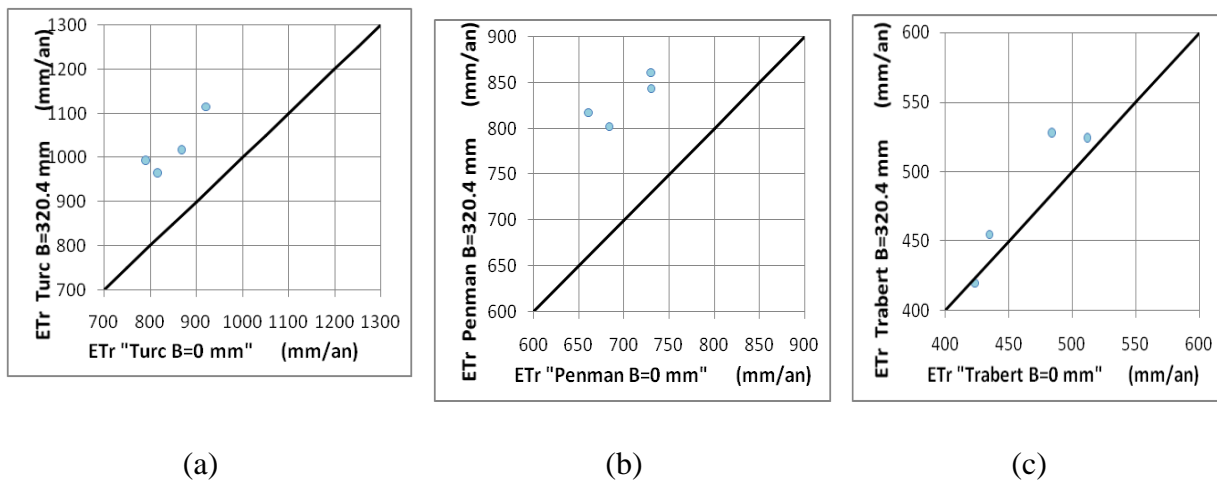 ETr Turc B=320.4 mm (mm/an)
1300
1200
1100
1000
900
800
700
700 800 900 1000 1100 1200 1300
ETr "Turc B=0 mm" (mm/an)
(a)
ETr Penman B=320.4 mm (mm/an)
900
850
800
750
700
650
600
600 650 700 750 800 850 900
ETr "Penman B=0 mm" (mm/an)
(b)
ETr Trabert B=320.4 mm (mm/an)
600
550
500
450
400
400 450 500 550 600
ETr "Trabert B=0 mm" (mm/an)
(c)